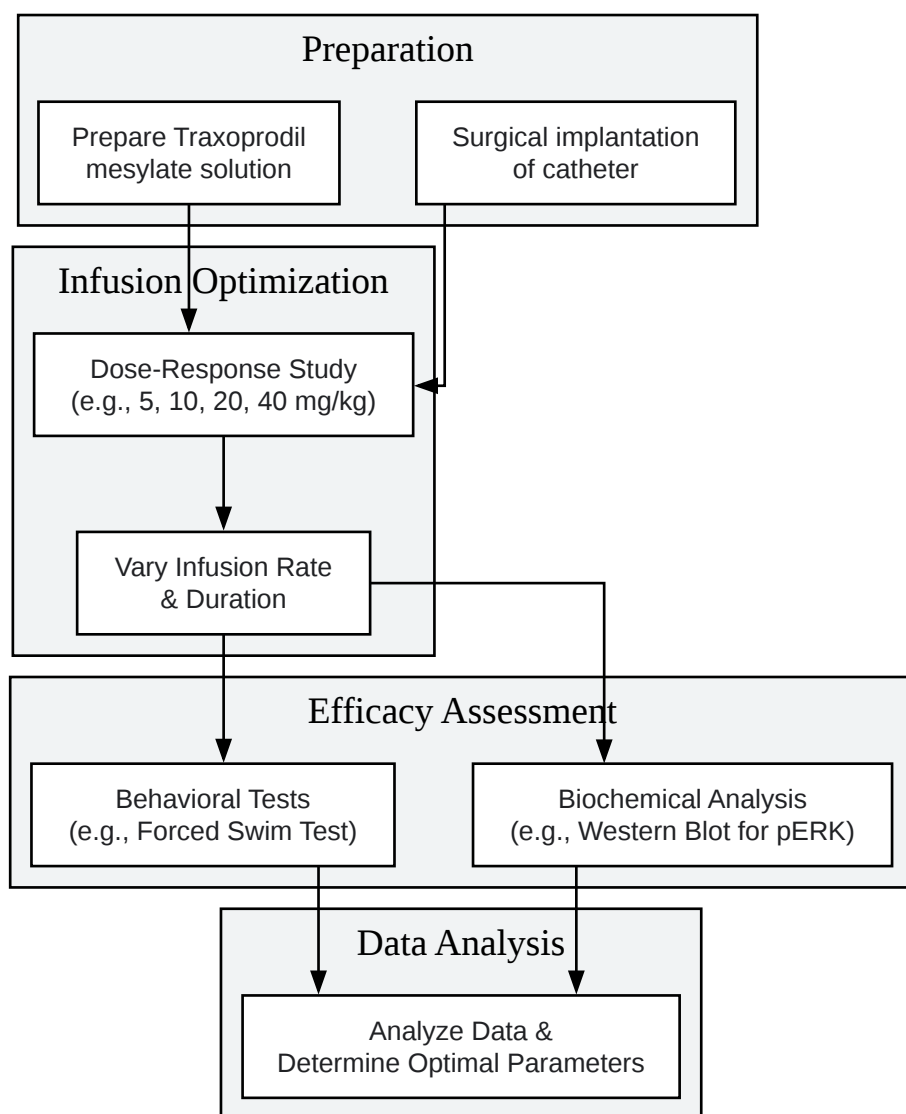 Preparation
Prepare Traxoprodil
mesylate solution
Surgical implantation
of catheter
Infusion Optimization
Dose-Response Study
(e.g., 5, 10, 20, 40 mg/kg)
Vary Infusion Rate
& Duration
Efficacy Assessment
Behavioral Tests
(e.g., Forced Swim Test)
Biochemical Analysis
(e.g., Western Blot for pERK)
Data Analysis
Analyze Data &
Determine Optimal Parameters